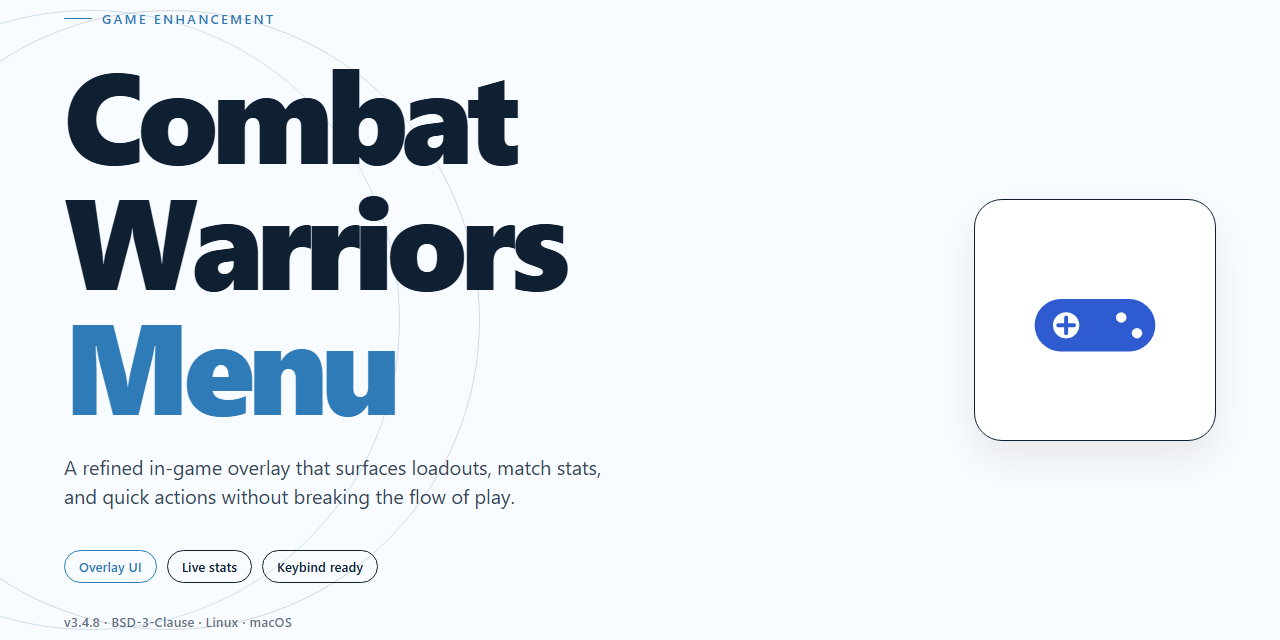 GAME ENHANCEMENT
Combat
Warriors
Menu
A refined in-game overlay that surfaces loadouts, match stats,
and quick actions without breaking the flow of play.
Overlay UI
Live stats
Keybind ready
v3.4.8 · BSD-3-Clause · Linux · macOS